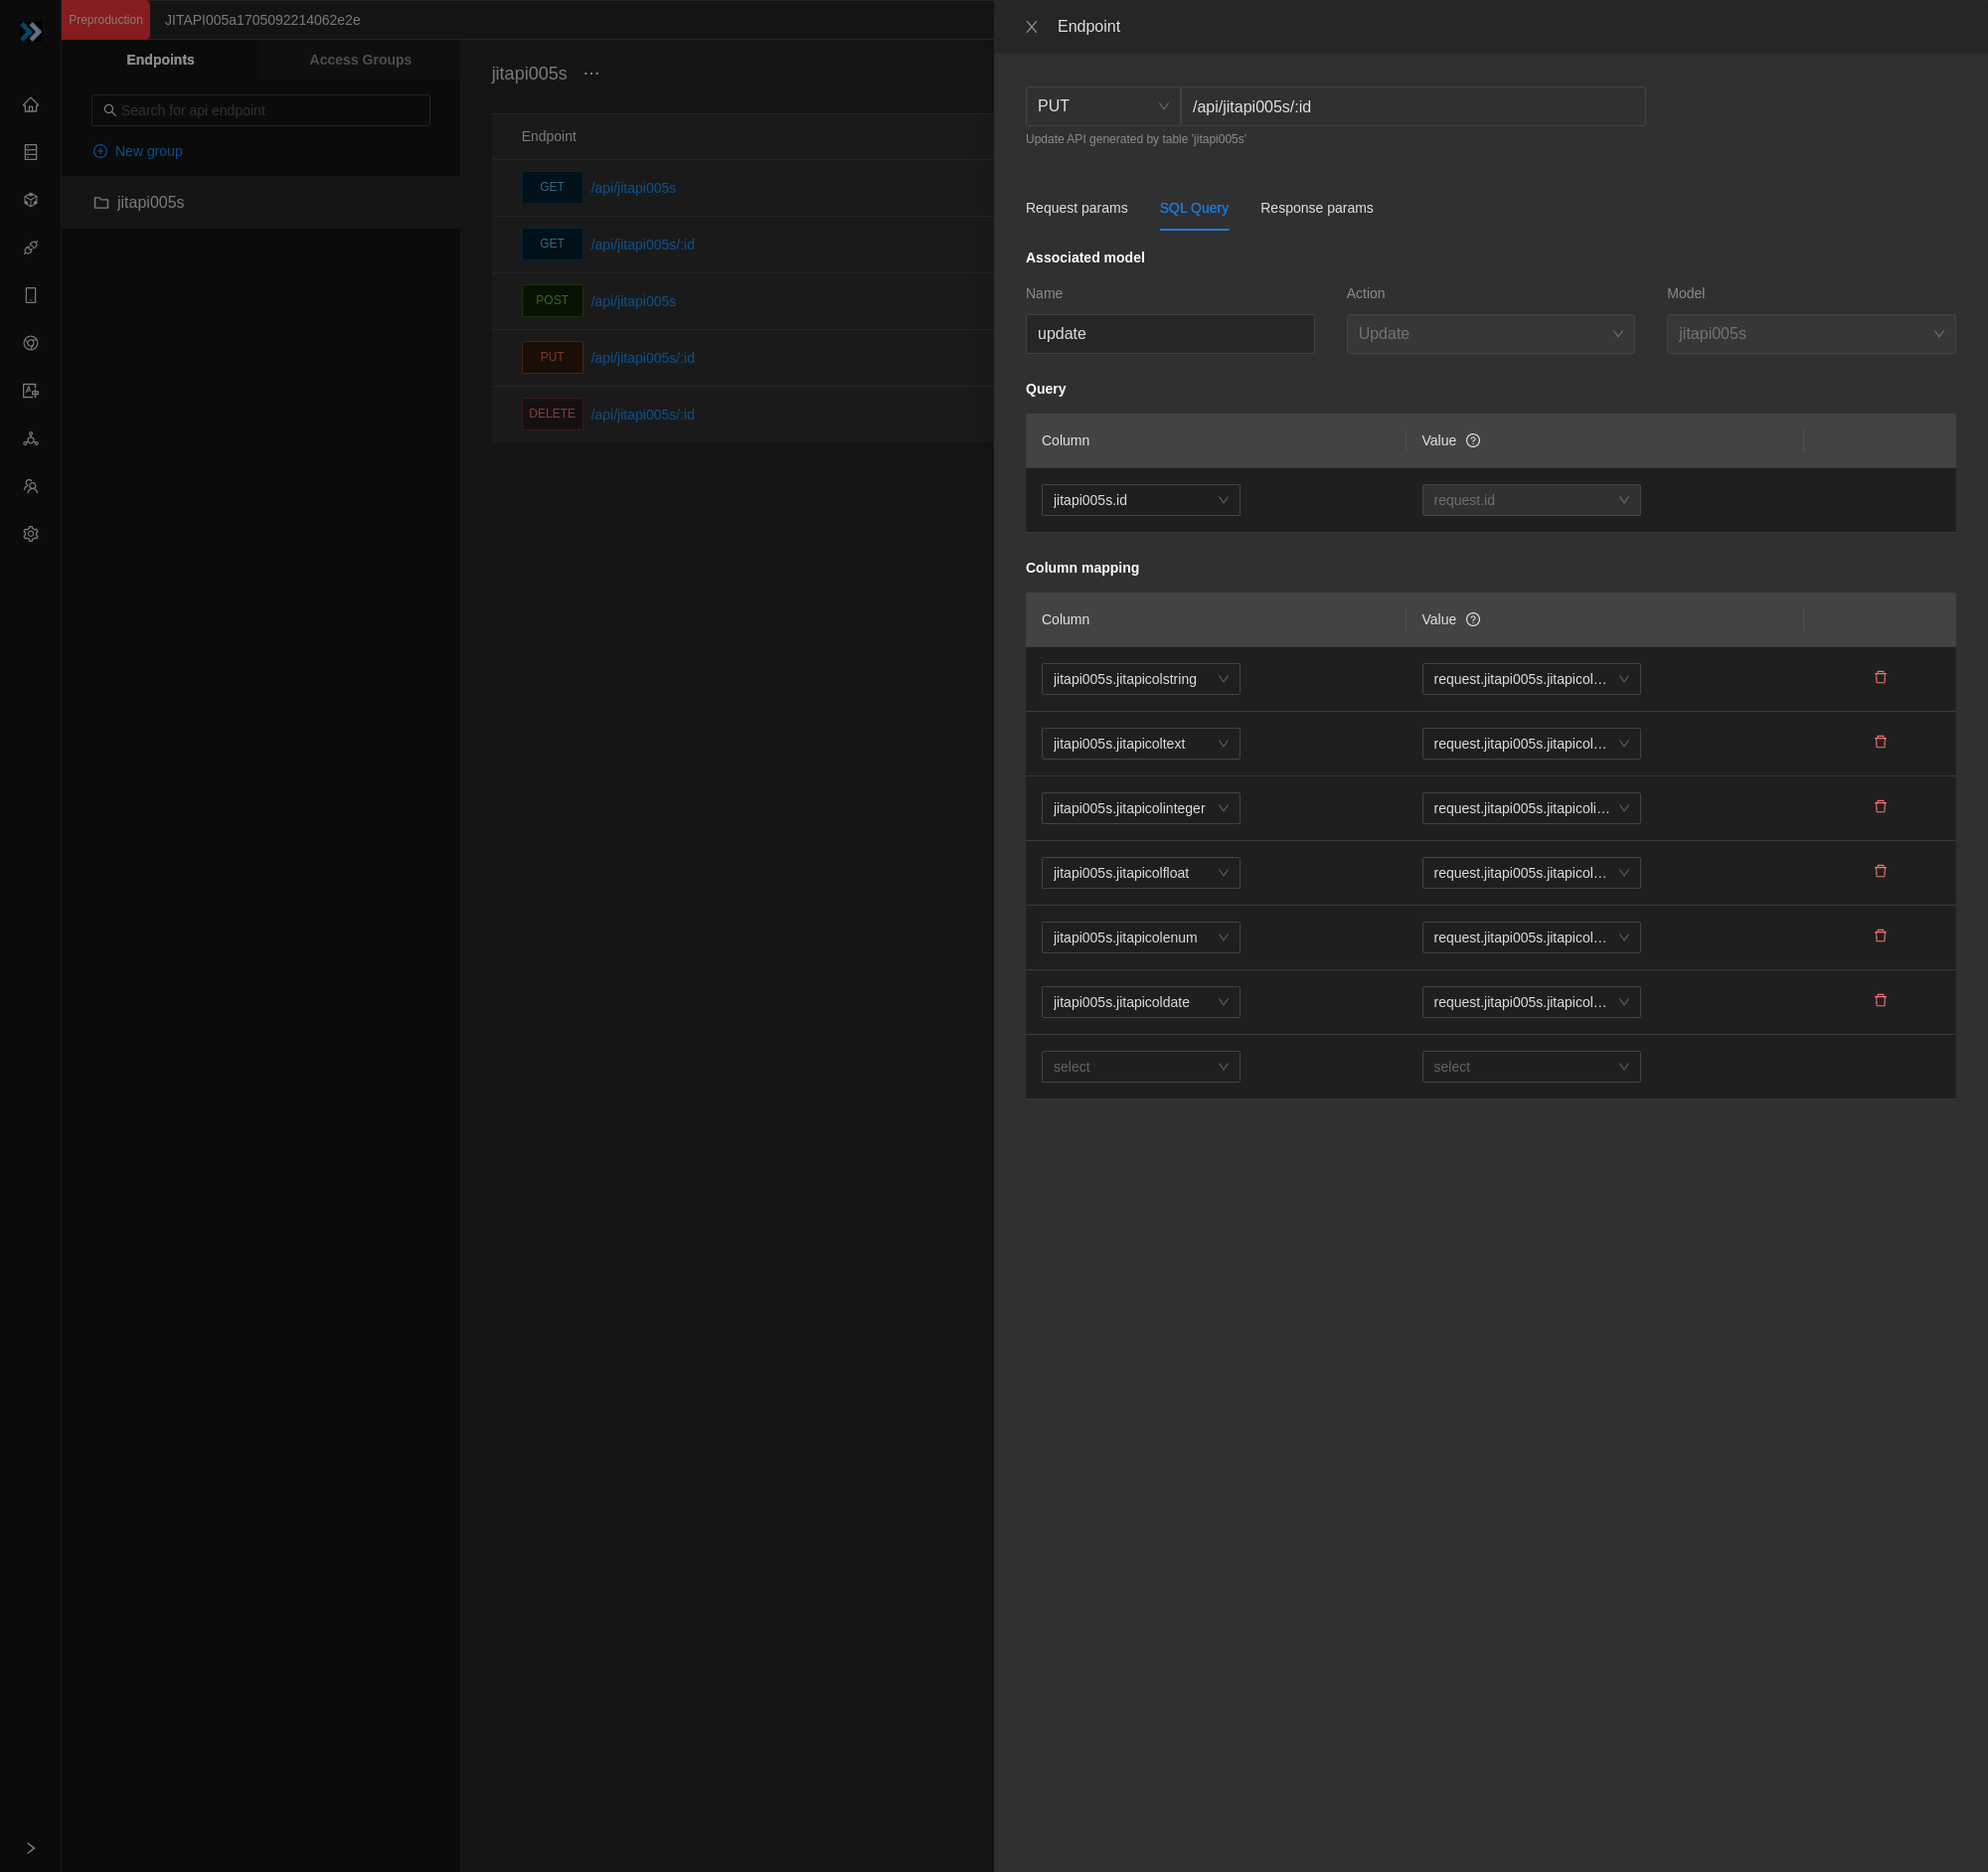 Preproduction
JITAPI005a1705092214062e2e
Endpoints
Access Groups
Search for api endpoint
New group
jitapi005s
jitapi005s
Endpoint
GET /api/jitapi005s
GET /api/jitapi005s/:id
POST /api/jitapi005s
PUT /api/jitapi005s/:id
DELETE /api/jitapi005s/:id
Endpoint
PUT /api/jitapi005s/:id
Update API generated by table 'jitapi005s'
Request params SQL Query Response params
Associated model
Name Action Model
update Update jitapi005s
Query
Column Value
jitapi005s.id request.id
Column mapping
Column Value
jitapi005s.jitapicolstring request.jitapi005s.jitapicol…
jitapi005s.jitapicoltext request.jitapi005s.jitapicol…
jitapi005s.jitapicolinteger request.jitapi005s.jitapicoli…
jitapi005s.jitapicolfloat request.jitapi005s.jitapicol…
jitapi005s.jitapicolenum request.jitapi005s.jitapicol…
jitapi005s.jitapicoldate request.jitapi005s.jitapicol…
select select